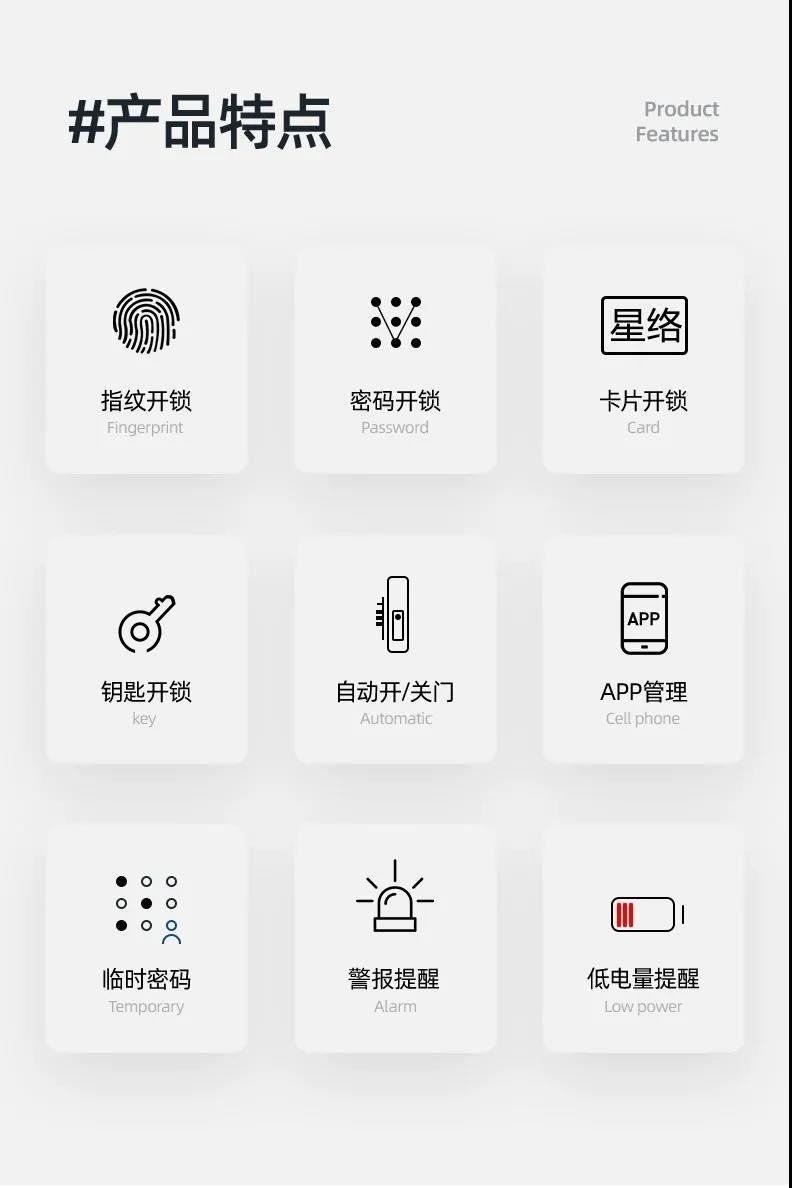 #产品特点
Product
Features
指纹开锁
Fingerprint
密码开锁
Password
星络
卡片开锁
Card
钥匙开锁
key
自动开/关门
Automatic
APP
APP管理
Cell phone
临时密码
Temporary
警报提醒
Alarm
低电量提醒
Low power